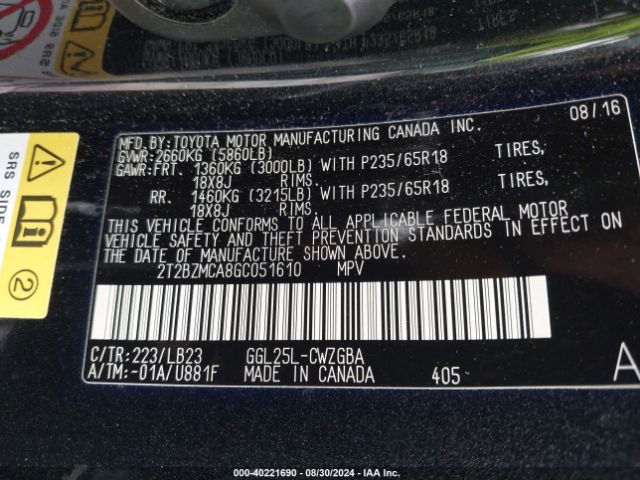 SRS SIDE
P235/65R18
08/16
MFD.BY:TOYOTA MOTOR MANUFACTURING CANADA INC.
GVWR:2660KG (5860LB)
GAWR:FRT. 1360KG (3000LB) WITH P235/65R18 TIRES,
18X8J RIMS.
RR. 1460KG (3215LB) WITH P235/65R18 TIRES,
18X8J RIMS.
THIS VEHICLE CONFORMS TO ALL APPLICABLE FEDERAL MOTOR
VEHICLE SAFETY AND THEFT PREVENTION STANDARDS IN EFFECT ON
THE DATE OF MANUFACTURE SHOWN ABOVE.
2T2BZMCA8GC051610 MPV
C/TR:223/LB23 GGL25L-CWZGBA
A/TM:-01A/U881F MADE IN CANADA 405 A
SRS SIDE
2
000-40221690 - 08/30/2024 - IAA Inc.